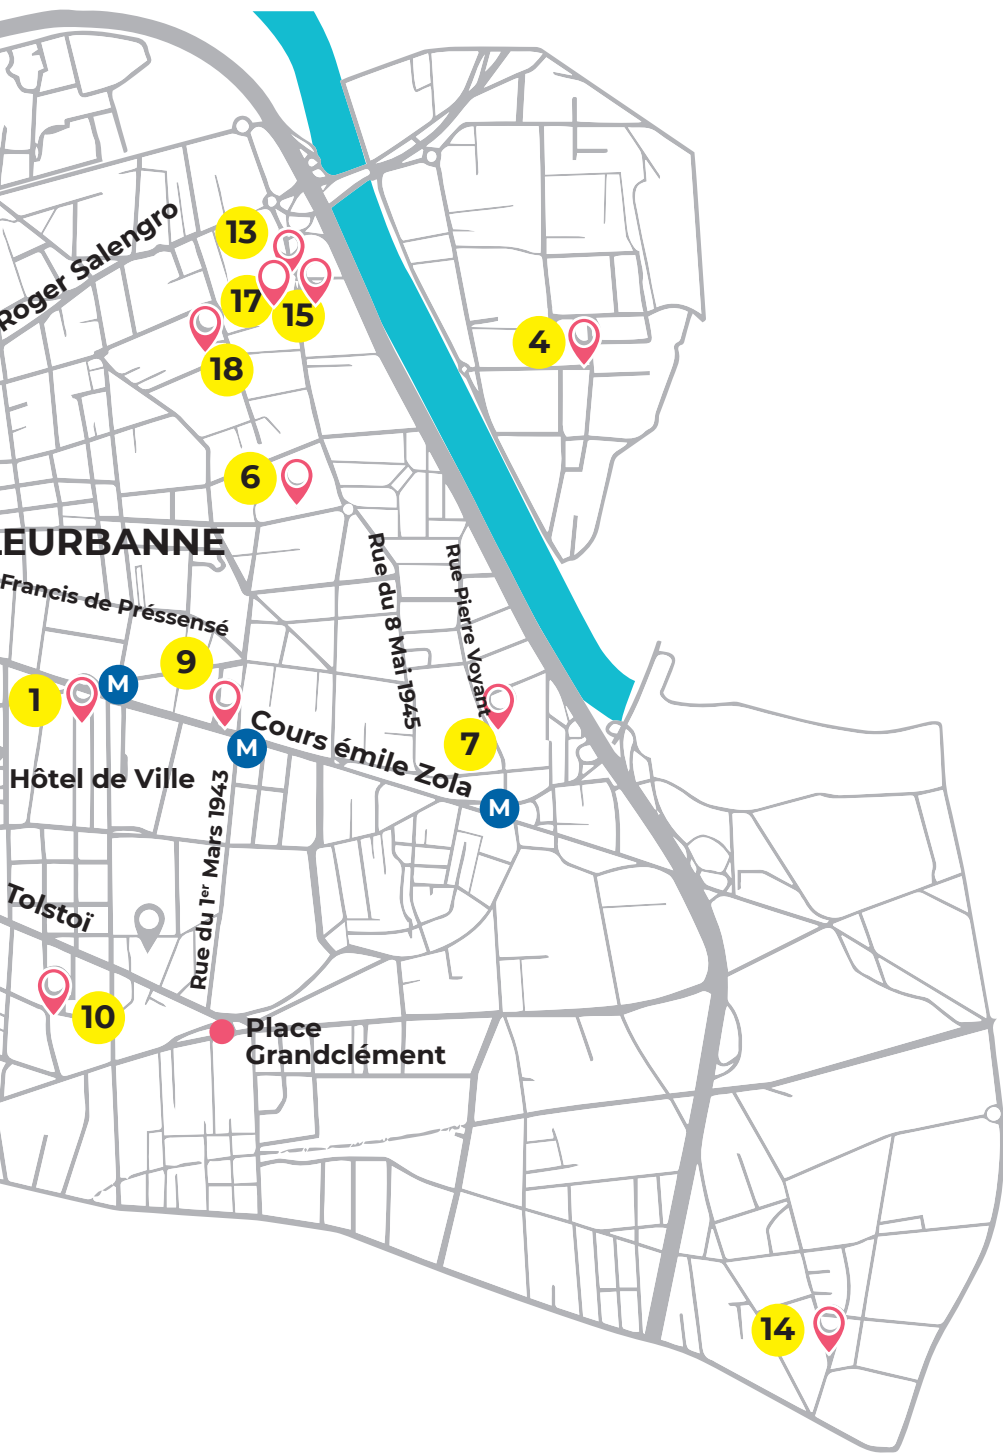 13
Roger Salengro
17
15
18
4
6
LEURBANNE
Francis de Préssensé
Rue du 8 Mai 1945
Rue Pierre Voyant
9
M
1
Cours émile Zola
M
7
Hôtel de Ville
M
Rue du 1er Mars 1943
Tolstoï
10
Place
Grandclément
14